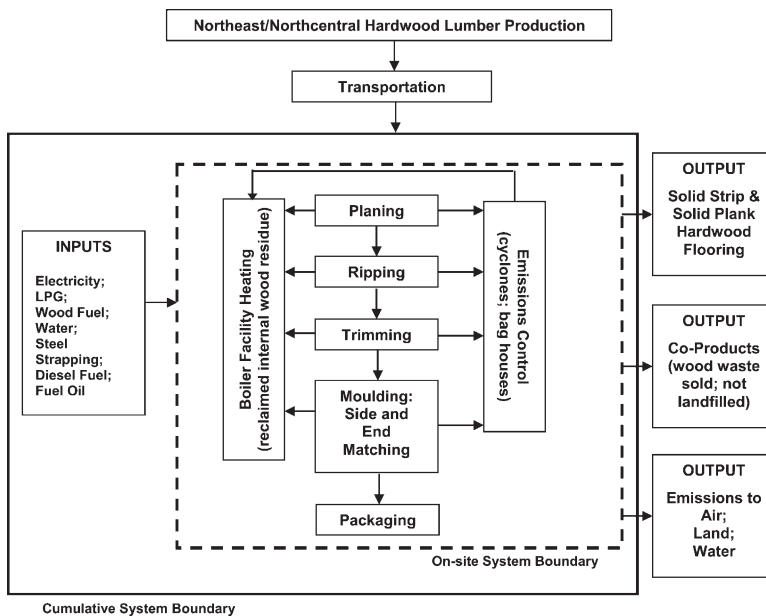 Northeast/Northcentral Hardwood Lumber Production
Transportation
INPUTS
Electricity;
LPG;
Wood Fuel;
Water;
Steel
Strapping;
Diesel Fuel;
Fuel Oil
Boiler Facility Heating
(reclaimed internal wood residue)
Planing
Ripping
Trimming
Moulding:
Side and
End
Matching
Packaging
Emissions Control
(cyclones; bag houses)
On-site System Boundary
Cumulative System Boundary
OUTPUT
Solid Strip &
Solid Plank
Hardwood
Flooring
OUTPUT
Co-Products
(wood waste
sold; not
landfilled)
OUTPUT
Emissions to
Air;
Land;
Water